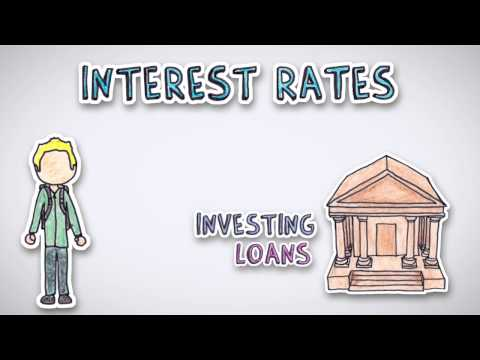 INTEREST RATES
INVESTING
LOANS